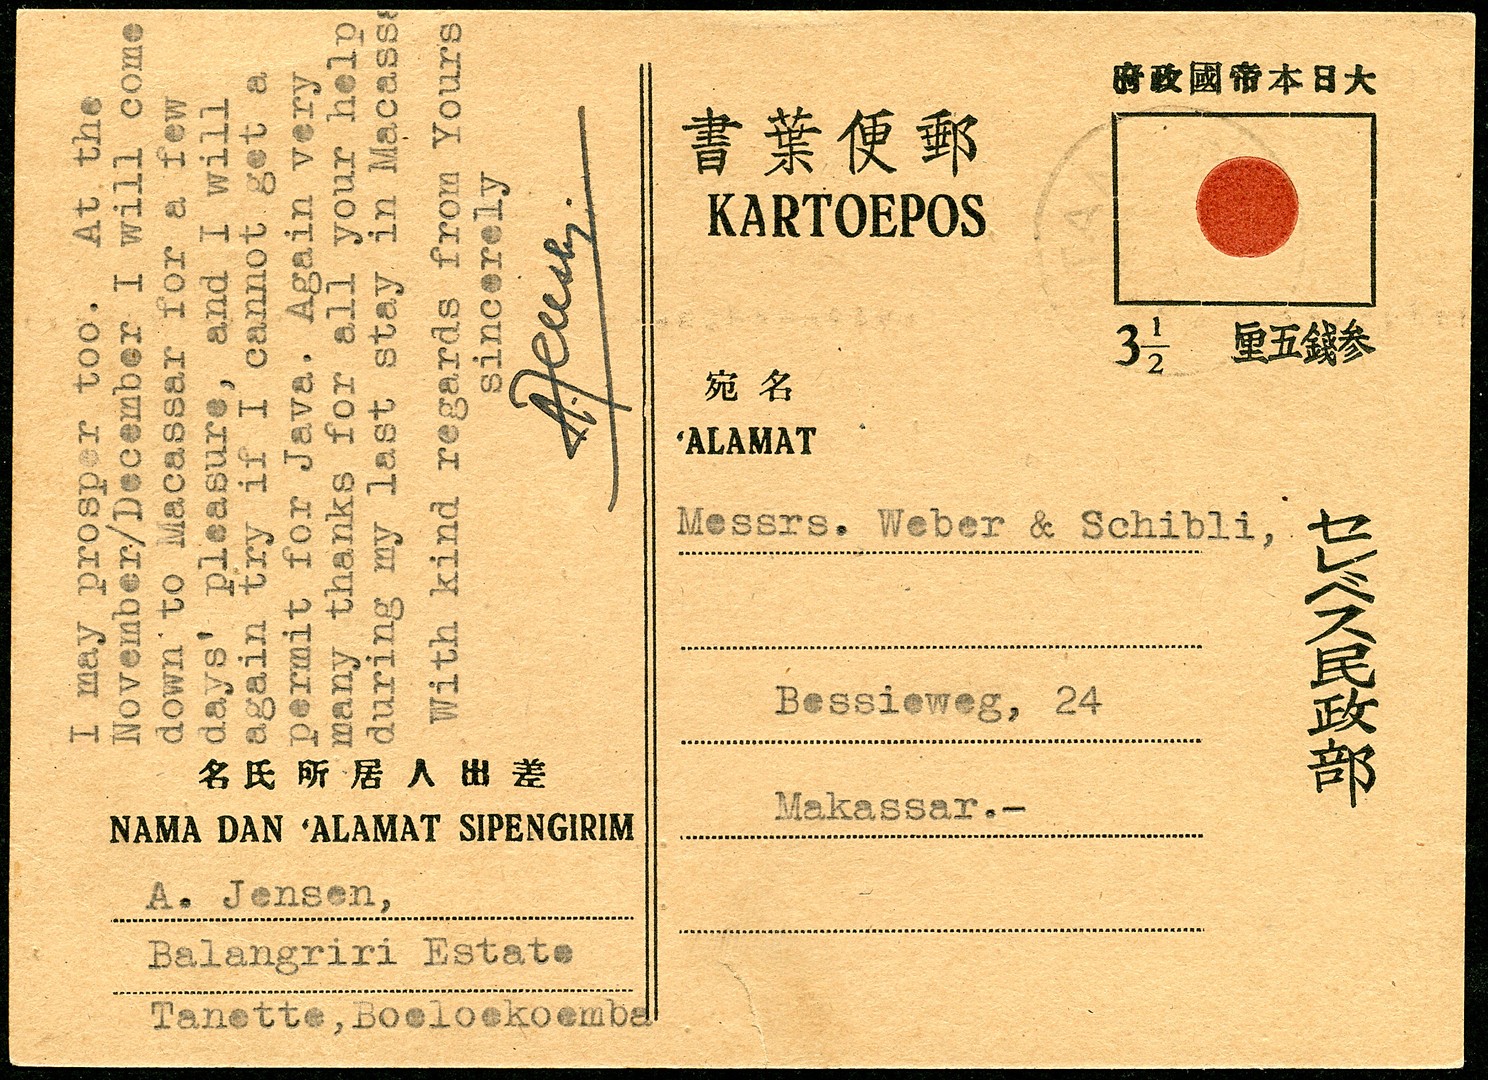 I may prosper too. At the
November/December I will come
down to Macassar for a few
days' pleasure, and I will
again try if I cannot get a
permit for Java. Again very
many thanks for all your help
during my last stay in Macass
With kind regards from Yours
sincerely
A. Jensen.
名氏所居人出差
NAMA DAN ‘ALAMAT SIPENGIRIM
A. Jensen,
Balangriri Estate
Tanette,Boeloekoemba
府政國帝本日大
書葉便郵
KARTOEPOS
3 1/2
厘五錢参
宛名
‘ALAMAT
Messrs. Weber & Schibli,
Bessieweg, 24
Makassar.-
セレベス民政部